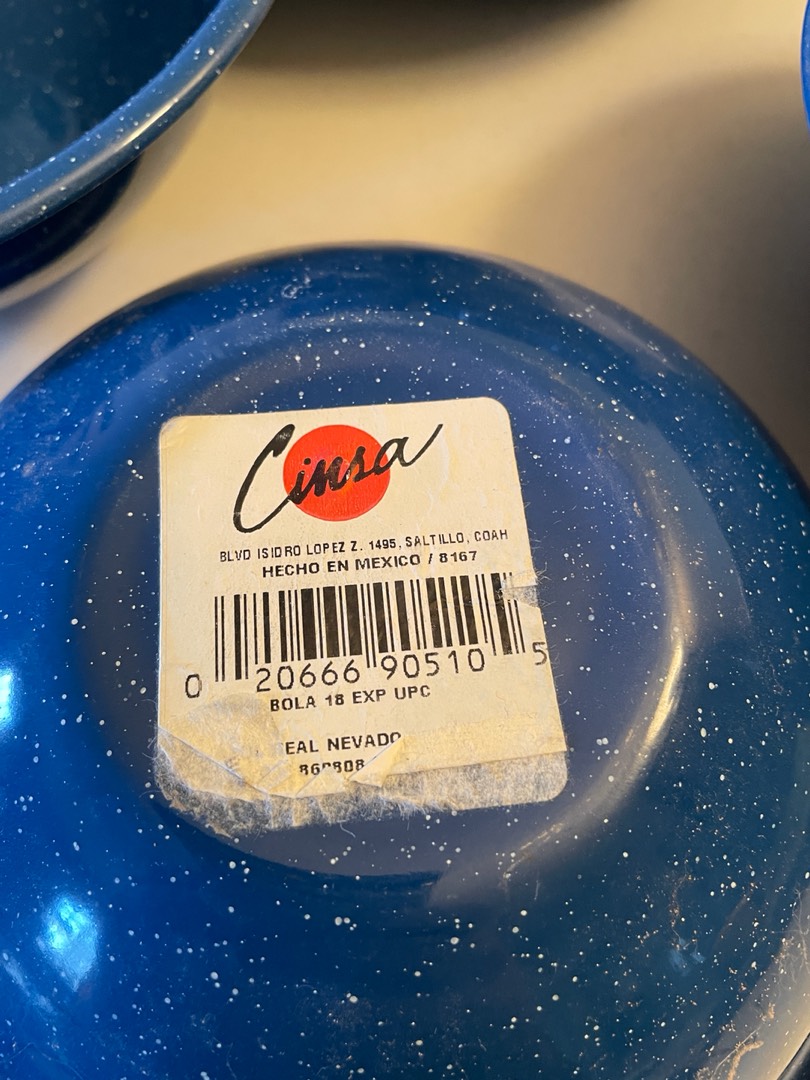 Cinsa
BLVD ISIDRO LOPEZ Z. 1495, SALTILLO, COAH
HECHO EN MEXICO / 8167
0 20666 90510 5
BOLA 18 EXP UPC
EAL NEVADO